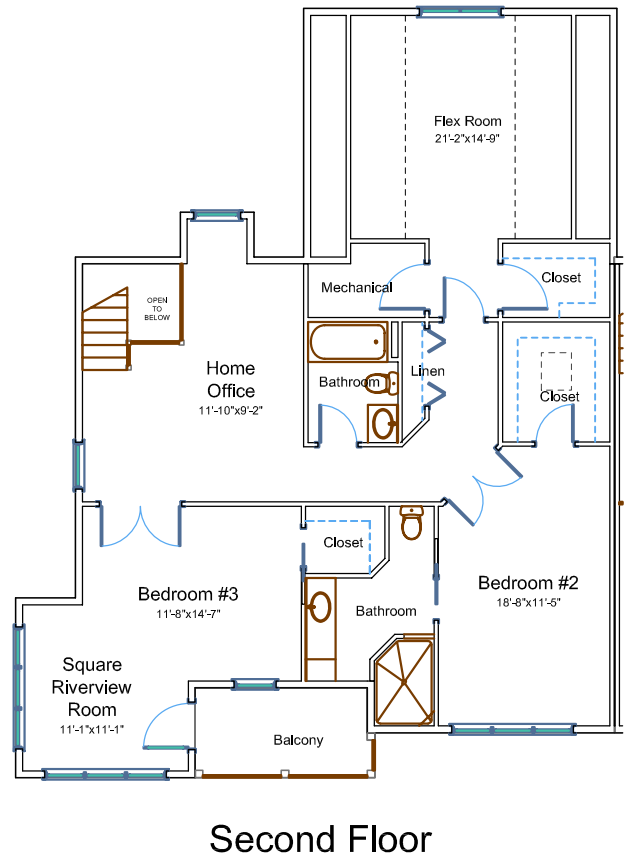 Flex Room
21'-2"x14'-9"
Mechanical
Closet
OPEN
TO
BELOW
Home
Office
11'-10"x9'-2"
Bathroom
Linen
Closet
Closet
Bedroom #3
11'-8"x14'-7"
Bathroom
Bedroom #2
18'-8"x11'-5"
Square
Riverview
Room
11'-1"x11'-1"
Balcony
Second Floor